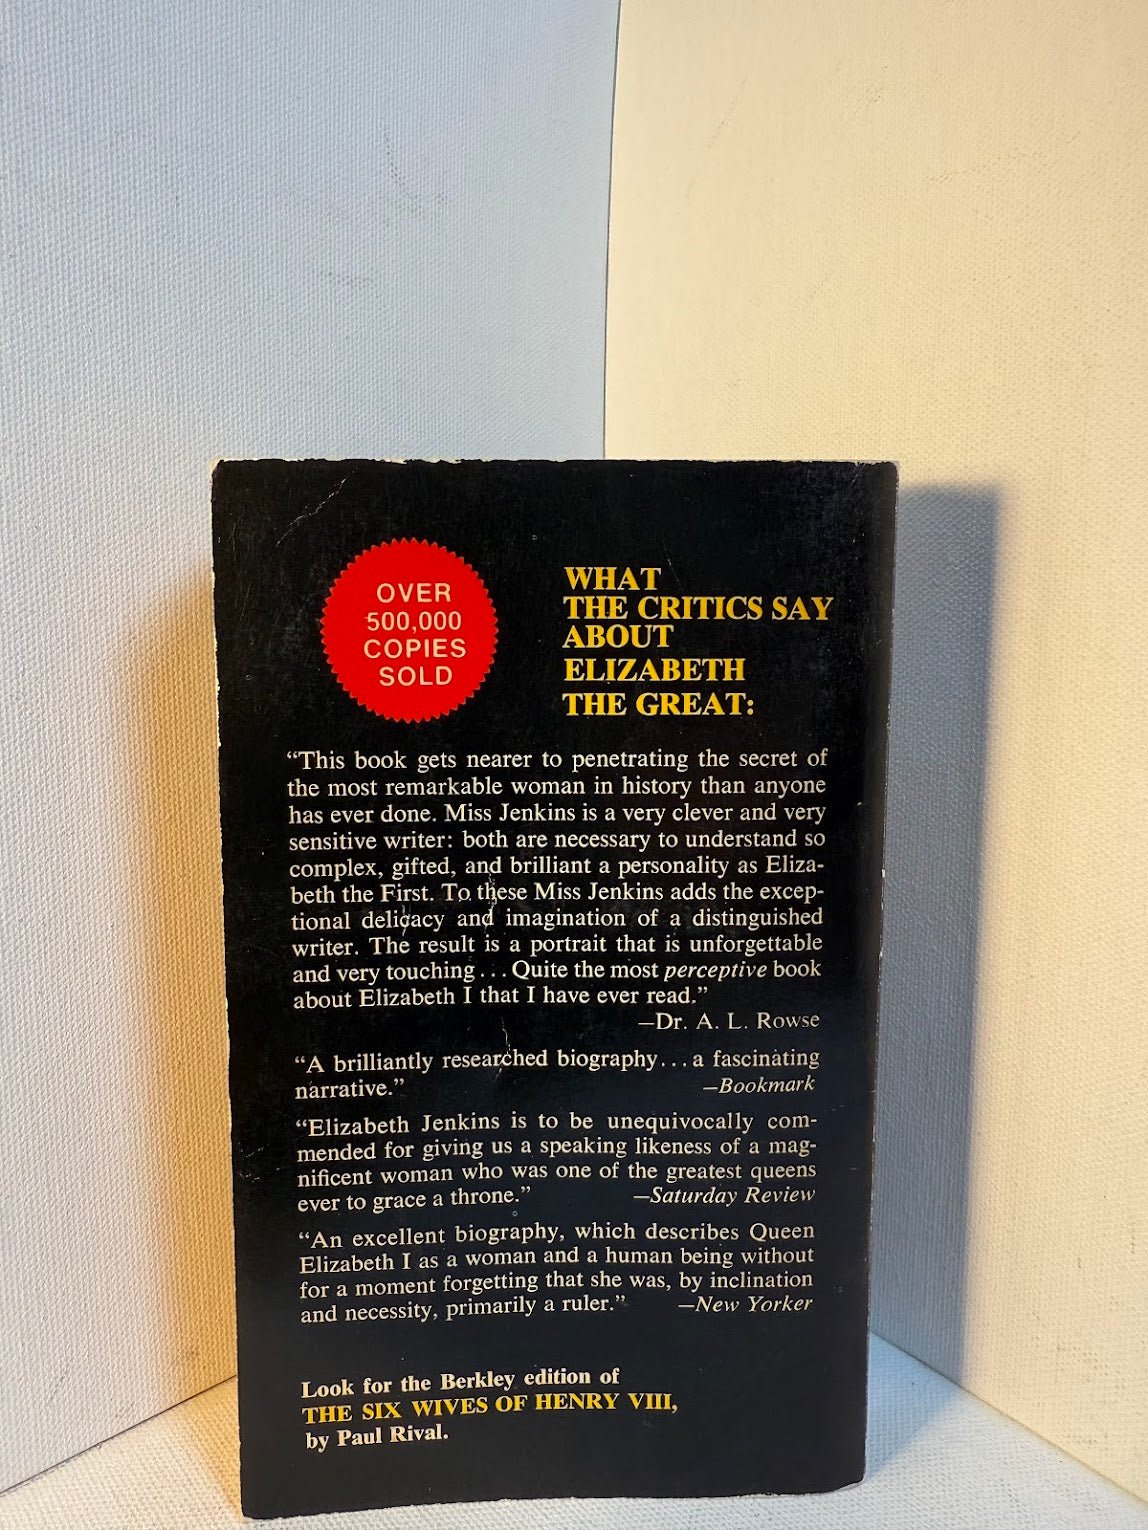 OVER
500,000
COPIES
SOLD
WHAT
THE CRITICS SAY
ABOUT
ELIZABETH
THE GREAT:
“This book gets nearer to penetrating the secret of
the most remarkable woman in history than anyone
has ever done. Miss Jenkins is a very clever and very
sensitive writer: both are necessary to understand so
complex, gifted, and brilliant a personality as Eliza-
beth the First. To these Miss Jenkins adds the excep-
tional delicacy and imagination of a distinguished
writer. The result is a portrait that is unforgettable
and very touching . . . Quite the most perceptive book
about Elizabeth I that I have ever read.”
—Dr. A. L. Rowse
“A brilliantly researched biography . . . a fascinating
narrative.” —Bookmark
“Elizabeth Jenkins is to be unequivocally com-
mended for giving us a speaking likeness of a mag-
nificent woman who was one of the greatest queens
ever to grace a throne.” —Saturday Review
“An excellent biography, which describes Queen
Elizabeth I as a woman and a human being without
for a moment forgetting that she was, by inclination
and necessity, primarily a ruler.” —New Yorker
Look for the Berkley edition of
THE SIX WIVES OF HENRY VIII,
by Paul Rival.